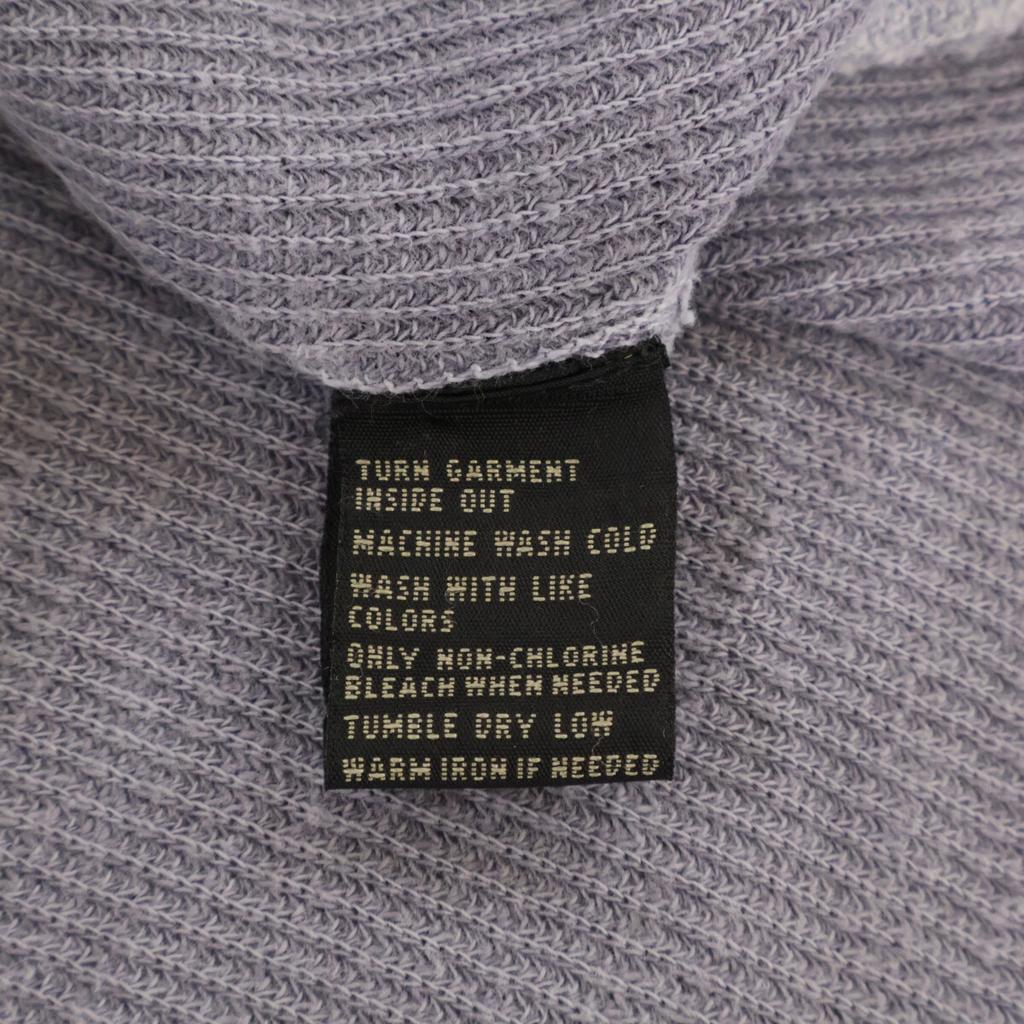 TURN GARMENT
INSIDE OUT
MACHINE WASH COLD
WASH WITH LIKE
COLORS
ONLY NON-CHLORINE
BLEACH WHEN NEEDED
TUMBLE DRY LOW
WARM IRON IF NEEDED